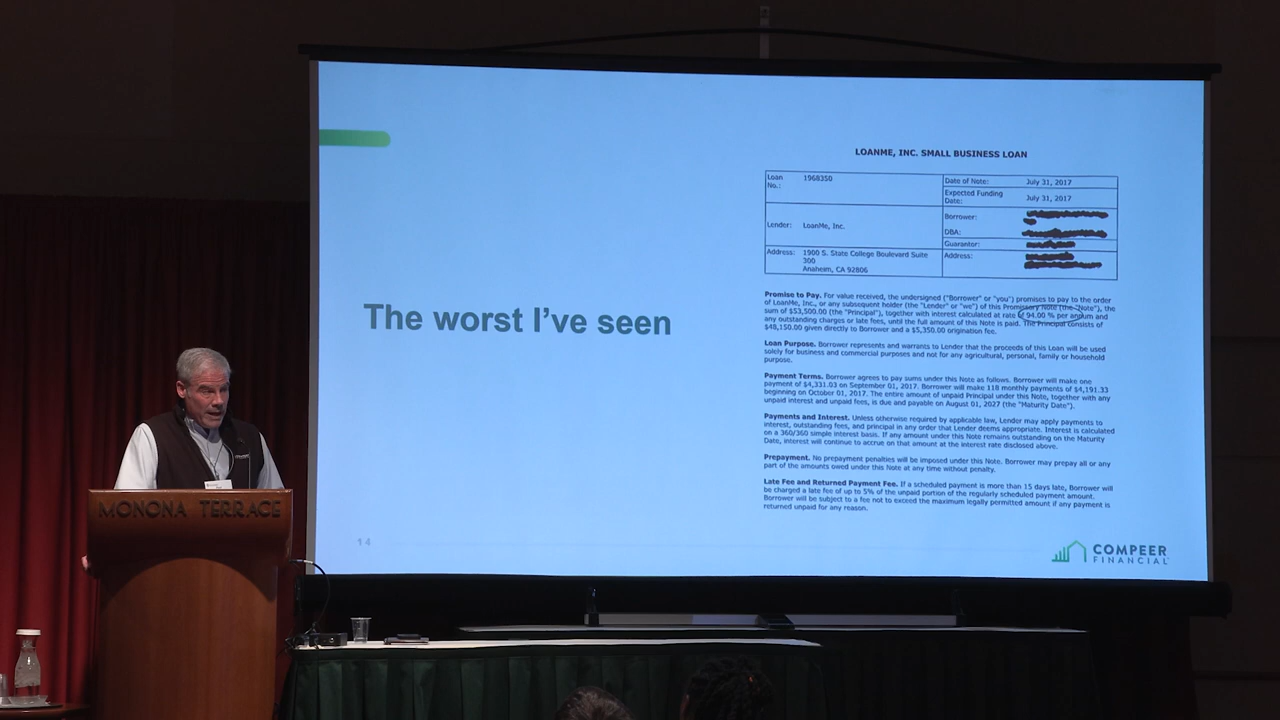 LOANME, INC. SMALL BUSINESS LOAN
Loan No.:
1968350
Date of Note:
July 31, 2017
Expected Funding Date:
July 31, 2017
Lender:
LoanMe, Inc.
Borrower:
DBA:
Guarantor:
Address:
1900 S. State College Boulevard Suite
300
Anaheim, CA 92806
Address:
Promise to Pay. For value received, the undersigned ("Borrower" or "you") promises to pay to the order
of LoanMe, Inc., or any subsequent holder (the "Lender" or "we") of this Promissory Note (the "Note"), the
sum of $53,500.00 (the "Principal"), together with interest calculated at rate of 94.00 % per annum and
any outstanding charges or late fees, until the full amount of this Note is paid. The Principal consists of
$48,150.00 given directly to Borrower and a $5,350.00 origination fee.
Loan Purpose. Borrower represents and warrants to Lender that the proceeds of this Loan will be used
solely for business and commercial purposes and not for any agricultural, personal, family or household
purpose.
The worst I've seen
Payment Terms. Borrower agrees to pay sums under this Note as follows. Borrower will make one
payment of $4,331.03 on September 01, 2017. Borrower will make 118 monthly payments of $4,191.33
beginning on October 01, 2017. The entire amount of unpaid Principal under this Note, together with any
unpaid interest and unpaid fees, is due and payable on August 01, 2027 (the "Maturity Date").
Payments and Interest. Unless otherwise required by applicable law, Lender may apply payments to
interest, outstanding fees, and principal in any order that Lender deems appropriate. Interest is calculated
on a 360/360 simple interest basis. If any amount under this Note remains outstanding on the Maturity
Date, interest will continue to accrue on that amount at the interest rate disclosed above.
Prepayment. No prepayment penalties will be imposed under this Note. Borrower may prepay all or any
part of the amounts owed under this Note at any time without penalty.
Late Fee and Returned Payment Fee. If a scheduled payment is more than 15 days late, Borrower will
be charged a late fee of up to 5% of the unpaid portion of the regularly scheduled payment amount.
Borrower will be subject to a fee not to exceed the maximum legally permitted amount if any payment is
returned unpaid for any reason.
14
COMPEER
FINANCIAL
MONONA TERRACE